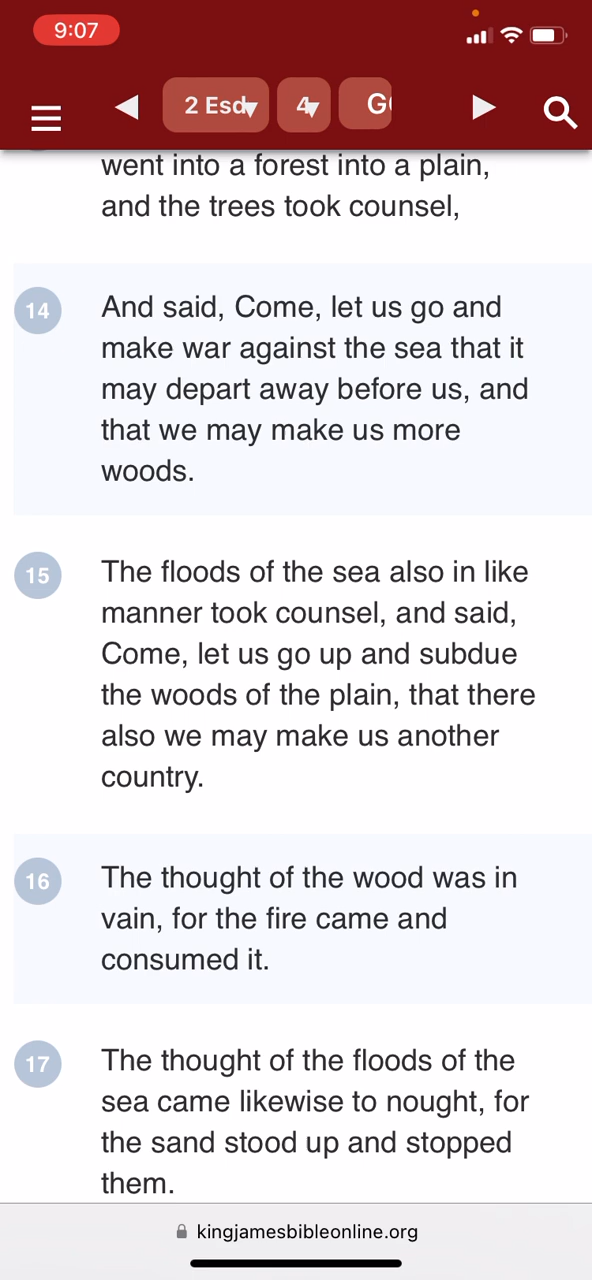 9:07
2 Esd
4
G
went into a forest into a plain,
and the trees took counsel,
14
And said, Come, let us go and
make war against the sea that it
may depart away before us, and
that we may make us more
woods.
15
The floods of the sea also in like
manner took counsel, and said,
Come, let us go up and subdue
the woods of the plain, that there
also we may make us another
country.
16
The thought of the wood was in
vain, for the fire came and
consumed it.
17
The thought of the floods of the
sea came likewise to nought, for
the sand stood up and stopped
them.
kingjamesbibleonline.org